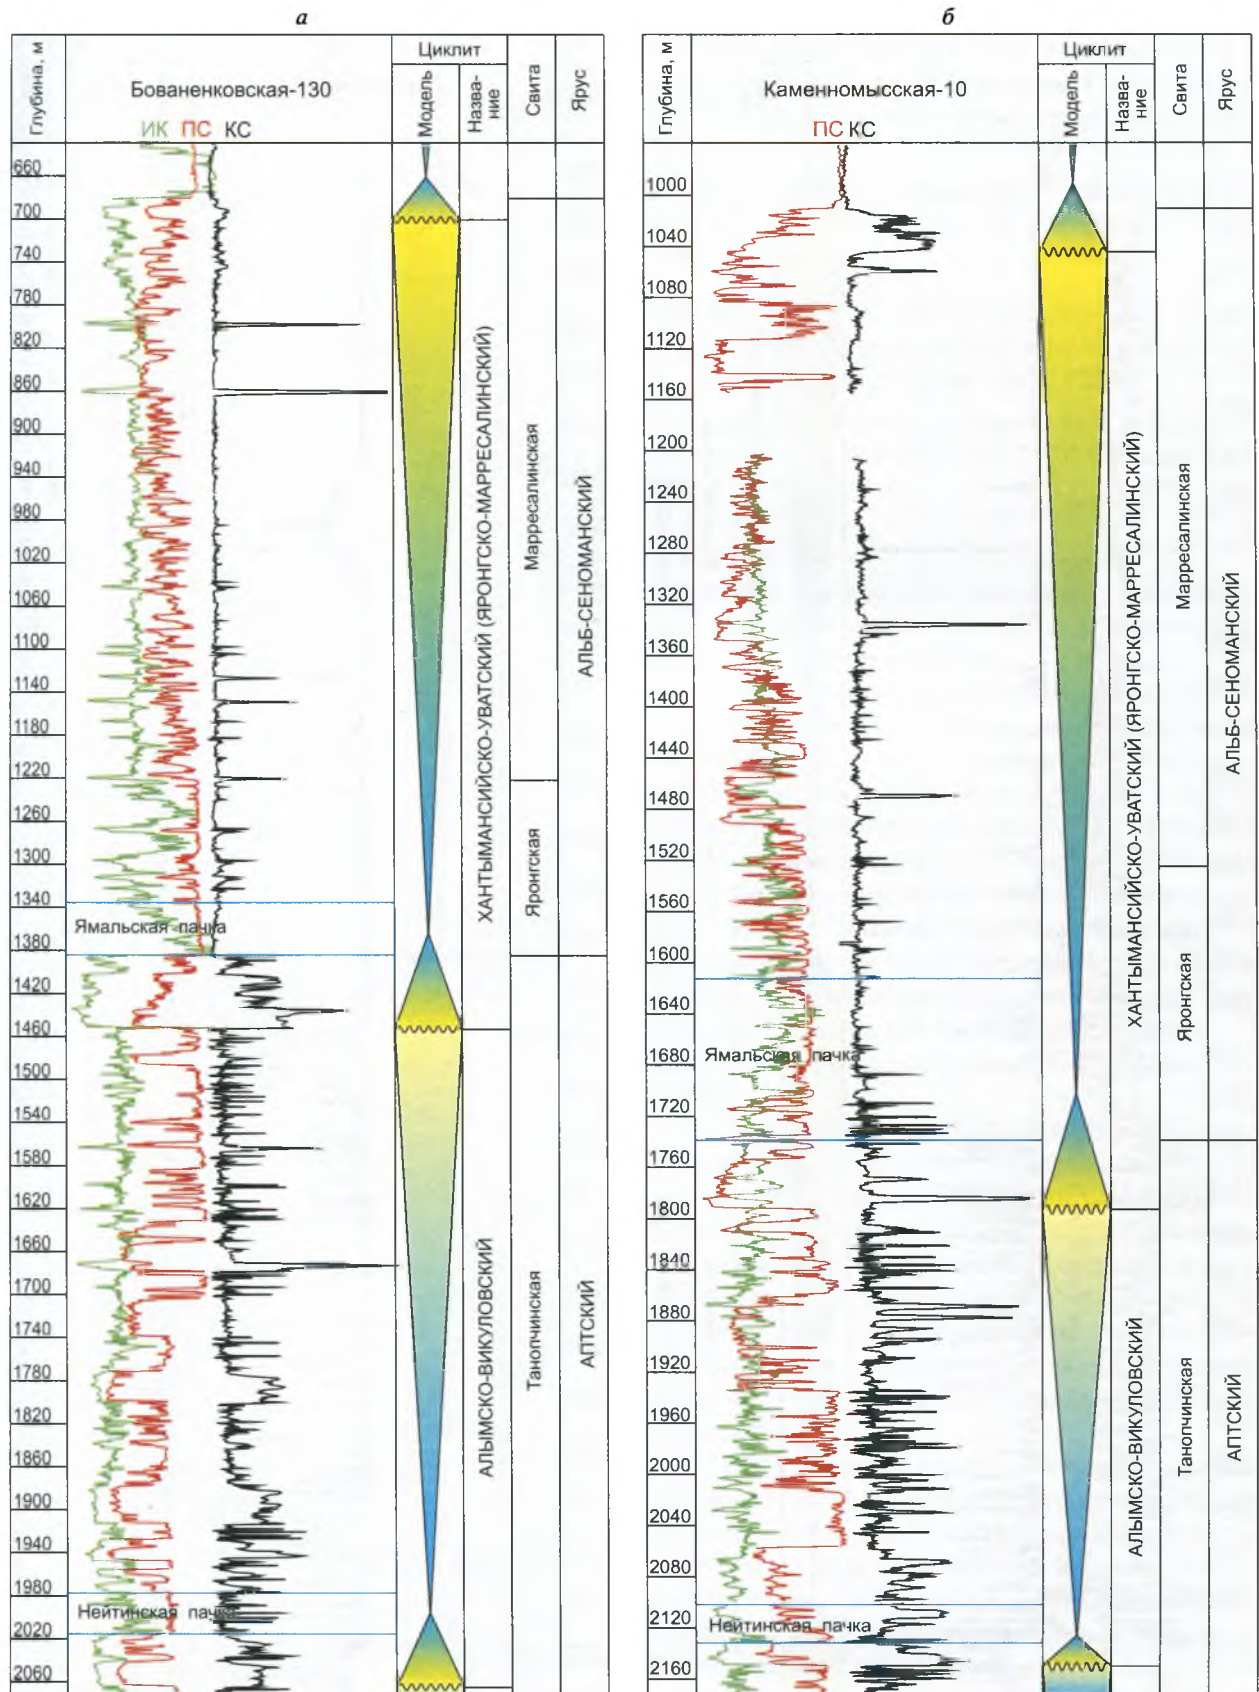 а
Глубина, м
Бованенковская-130
ИК ПС КС
Циклит
Модель
Назва-
ние
Свита
Ярус
660
700
740
780
820
860
900
940
980
1020
1060
1100
1140
1180
1220
1260
1300
1340
1380
1420
1460
1500
1540
1580
1620
1660
1700
1740
1780
1820
1860
1900
1940
1980
2020
2060
Ямальская пачка
Нейтинская пачка
ХАНТЫМАНСИЙСКО-УВАТСКИЙ (ЯРОНГСКО-МАРРЕСАЛИНСКИЙ)
АЛЫМСКО-ВИКУЛОВСКИЙ
Марресалинская
Яронгская
Танопчинская
АЛЬБ-СЕНОМАНСКИЙ
АПТСКИЙ
б
Глубина, м
Каменномысская-10
ПС КС
Циклит
Модель
Назва-
ние
Свита
Ярус
1000
1040
1080
1120
1160
1200
1240
1280
1320
1360
1400
1440
1480
1520
1560
1600
1640
1680
1720
1760
1800
1840
1880
1920
1960
2000
2040
2080
2120
2160
Ямальская пачка
Нейтинская пачка
ХАНТЫМАНСИЙСКО-УВАТСКИЙ (ЯРОНГСКО-МАРРЕСАЛИНСКИЙ)
АЛЫМСКО-ВИКУЛОВСКИЙ
Марресалинская
Яронгская
Танопчинская
АЛЬБ-СЕНОМАНСКИЙ
АПТСКИЙ